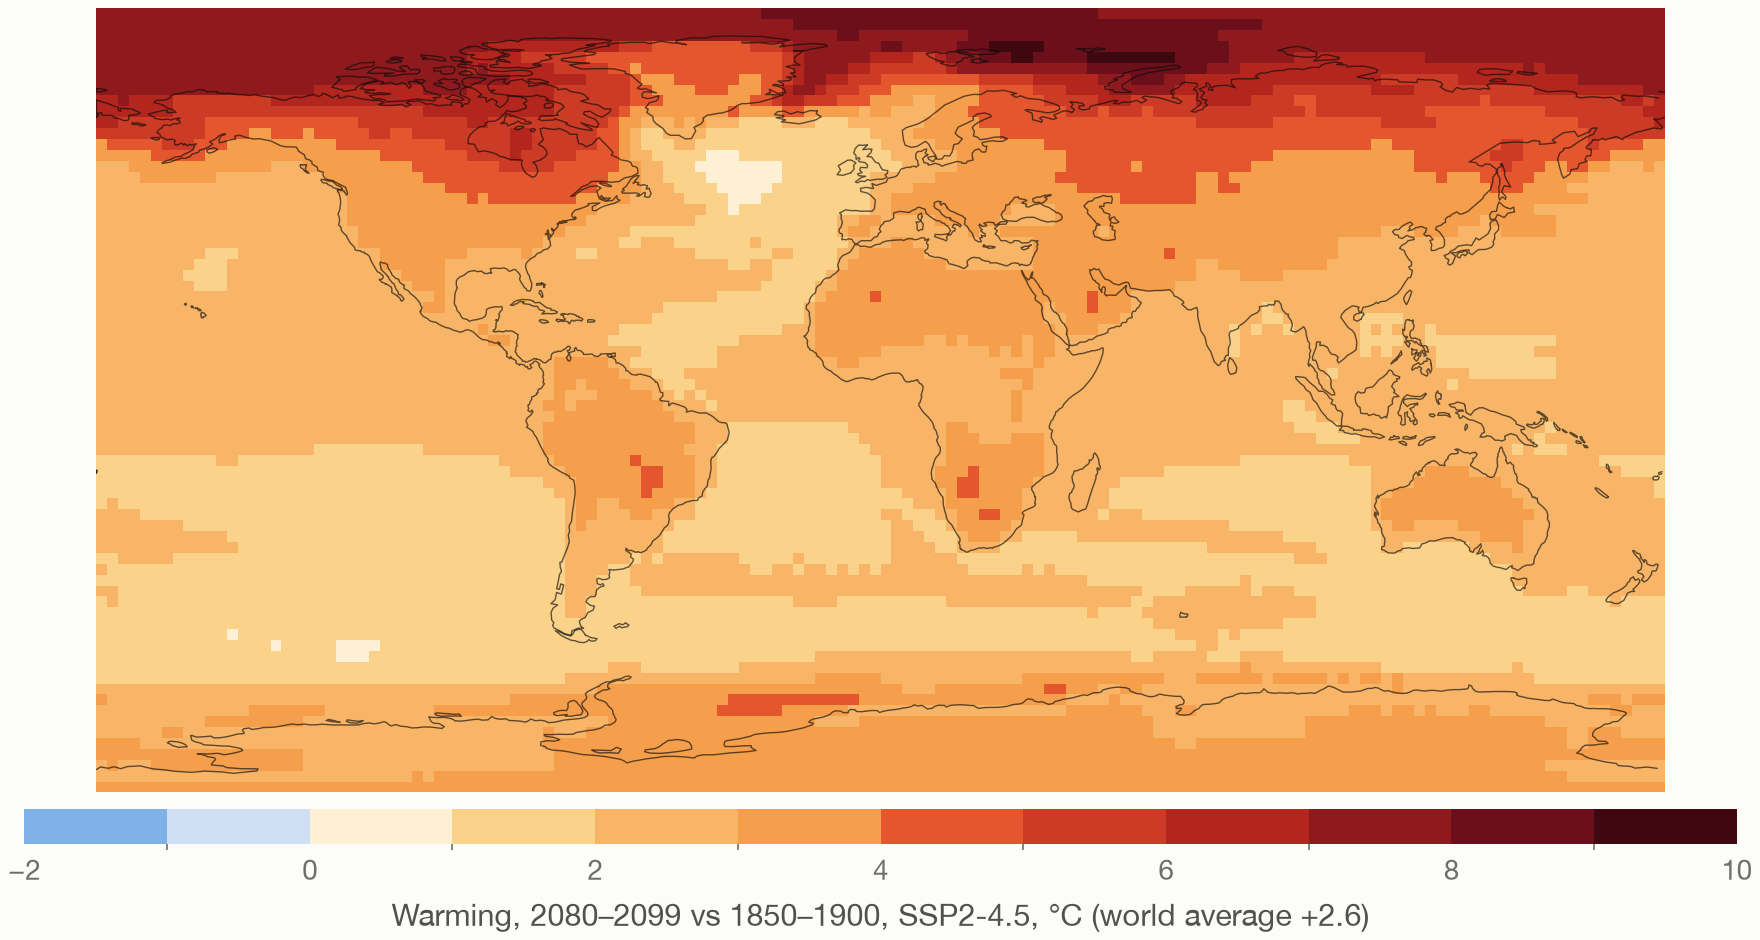 −2 0 2 4 6 8 10
Warming, 2080–2099 vs 1850–1900, SSP2-4.5, °C (world average +2.6)